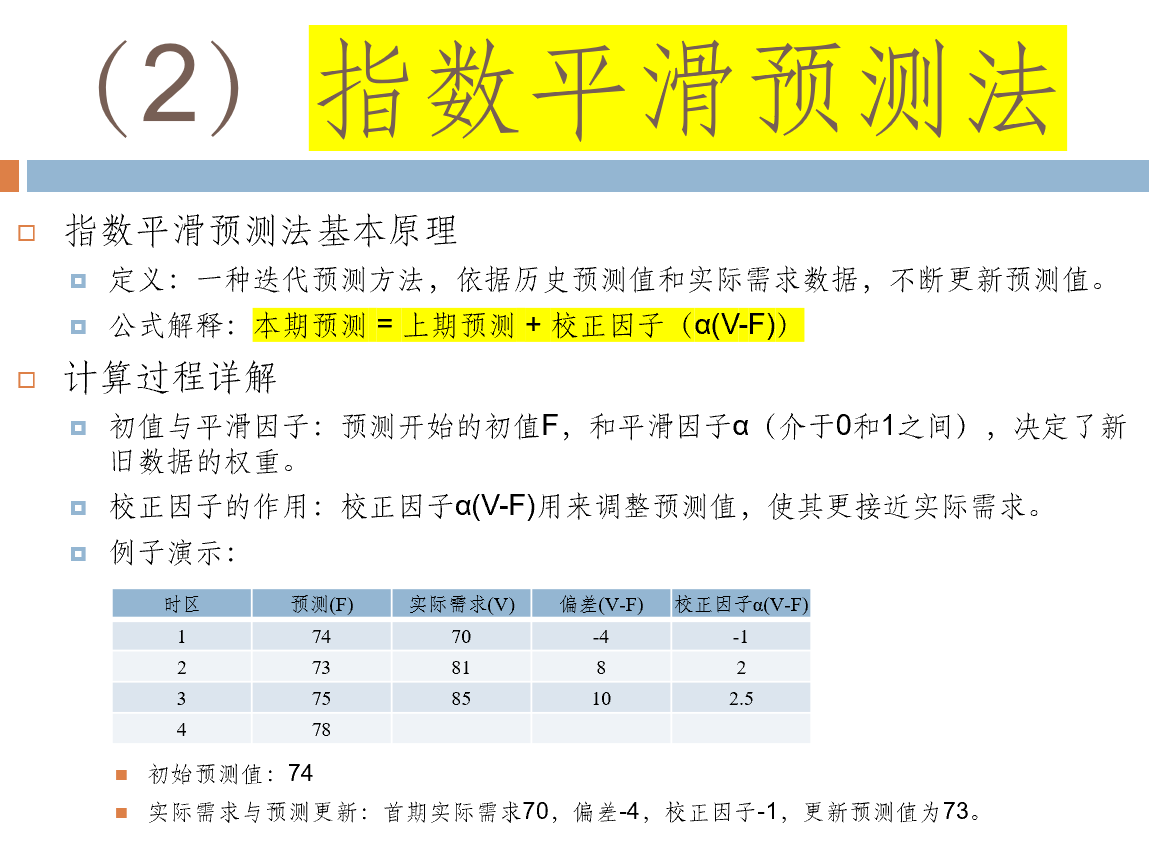 （2） 指数平滑预测法
指数平滑预测法基本原理
定义：一种迭代预测方法，依据历史预测值和实际需求数据，不断更新预测值。
公式解释：本期预测 = 上期预测 + 校正因子（α(V-F)）
计算过程详解
初值与平滑因子：预测开始的初值F，和平滑因子α（介于0和1之间），决定了新
旧数据的权重。
校正因子的作用：校正因子α(V-F)用来调整预测值，使其更接近实际需求。
例子演示：
时区 预测(F) 实际需求(V) 偏差(V-F) 校正因子α(V-F)
1 74 70 -4 -1
2 73 81 8 2
3 75 85 10 2.5
4 78
初始预测值：74
实际需求与预测更新：首期实际需求70，偏差-4，校正因子-1，更新预测值为73。